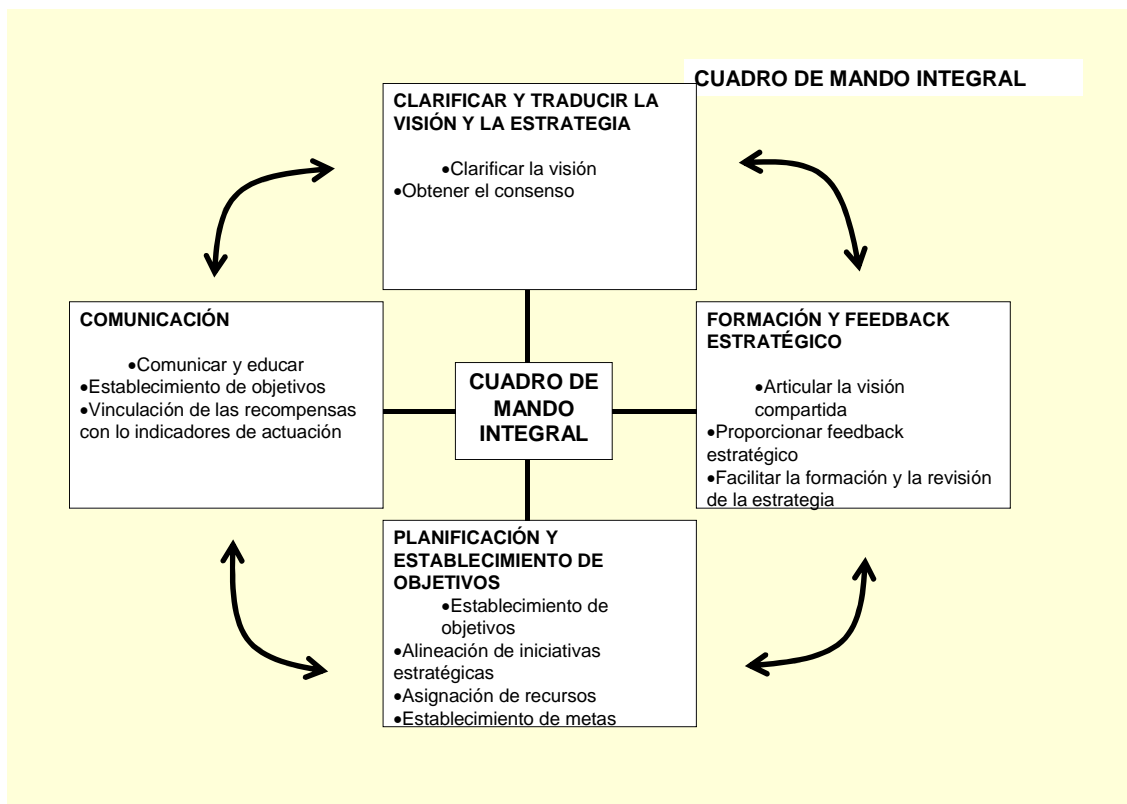 CUADRO DE MANDO INTEGRAL
CLARIFICAR Y TRADUCIR LA
VISIÓN Y LA ESTRATEGIA
•Clarificar la visión
•Obtener el consenso
COMUNICACIÓN
•Comunicar y educar
•Establecimiento de objetivos
•Vinculación de las recompensas
con lo indicadores de actuación
CUADRO DE
MANDO
INTEGRAL
FORMACIÓN Y FEEDBACK
ESTRATÉGICO
•Articular la visión
compartida
•Proporcionar feedback
estratégico
•Facilitar la formación y la revisión
de la estrategia
PLANIFICACIÓN Y
ESTABLECIMIENTO DE
OBJETIVOS
•Establecimiento de
objetivos
•Alineación de iniciativas
estratégicas
•Asignación de recursos
•Establecimiento de metas